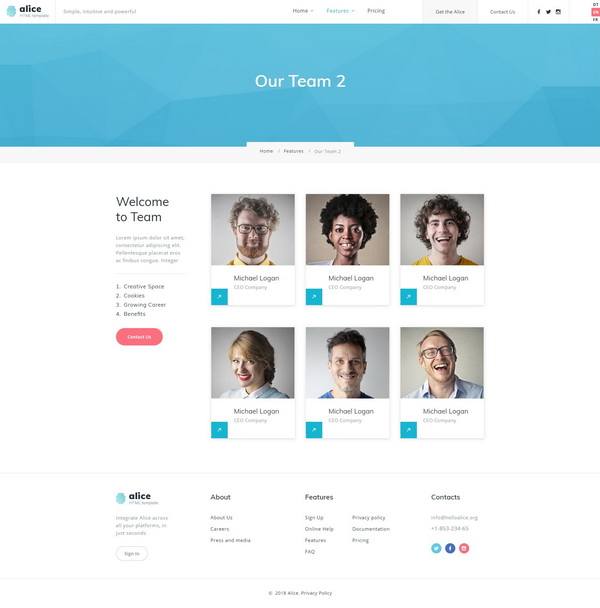 alice
HTML template
Simple, intuitive and powerful
Home
Features
Pricing
Get the Alice
Contact Us
DT
EN
FR
Our Team 2
Home / Features / Our Team 2
Welcome
to Team
Lorem ipsum dolor sit amet,
consectetur adipiscing elit.
Pellentesque placerat eros
ac finibus congue. Integer
1. Creative Space
2. Cookies
3. Growing Career
4. Benefits
Contact Us
Michael Logan
CEO Company
Michael Logan
CEO Company
Michael Logan
CEO Company
Michael Logan
CEO Company
Michael Logan
CEO Company
Michael Logan
CEO Company
alice
HTML template
Integrate Alice across
all your platforms, in
just seconds.
Sign In
About
About Us
Careers
Press and media
Features
Sign Up
Online Help
Features
FAQ
Privacy policy
Documentation
Pricing
Contacts
info@helloalice.org
+1-853-234-65
© 2018 Alice. Privacy Policy